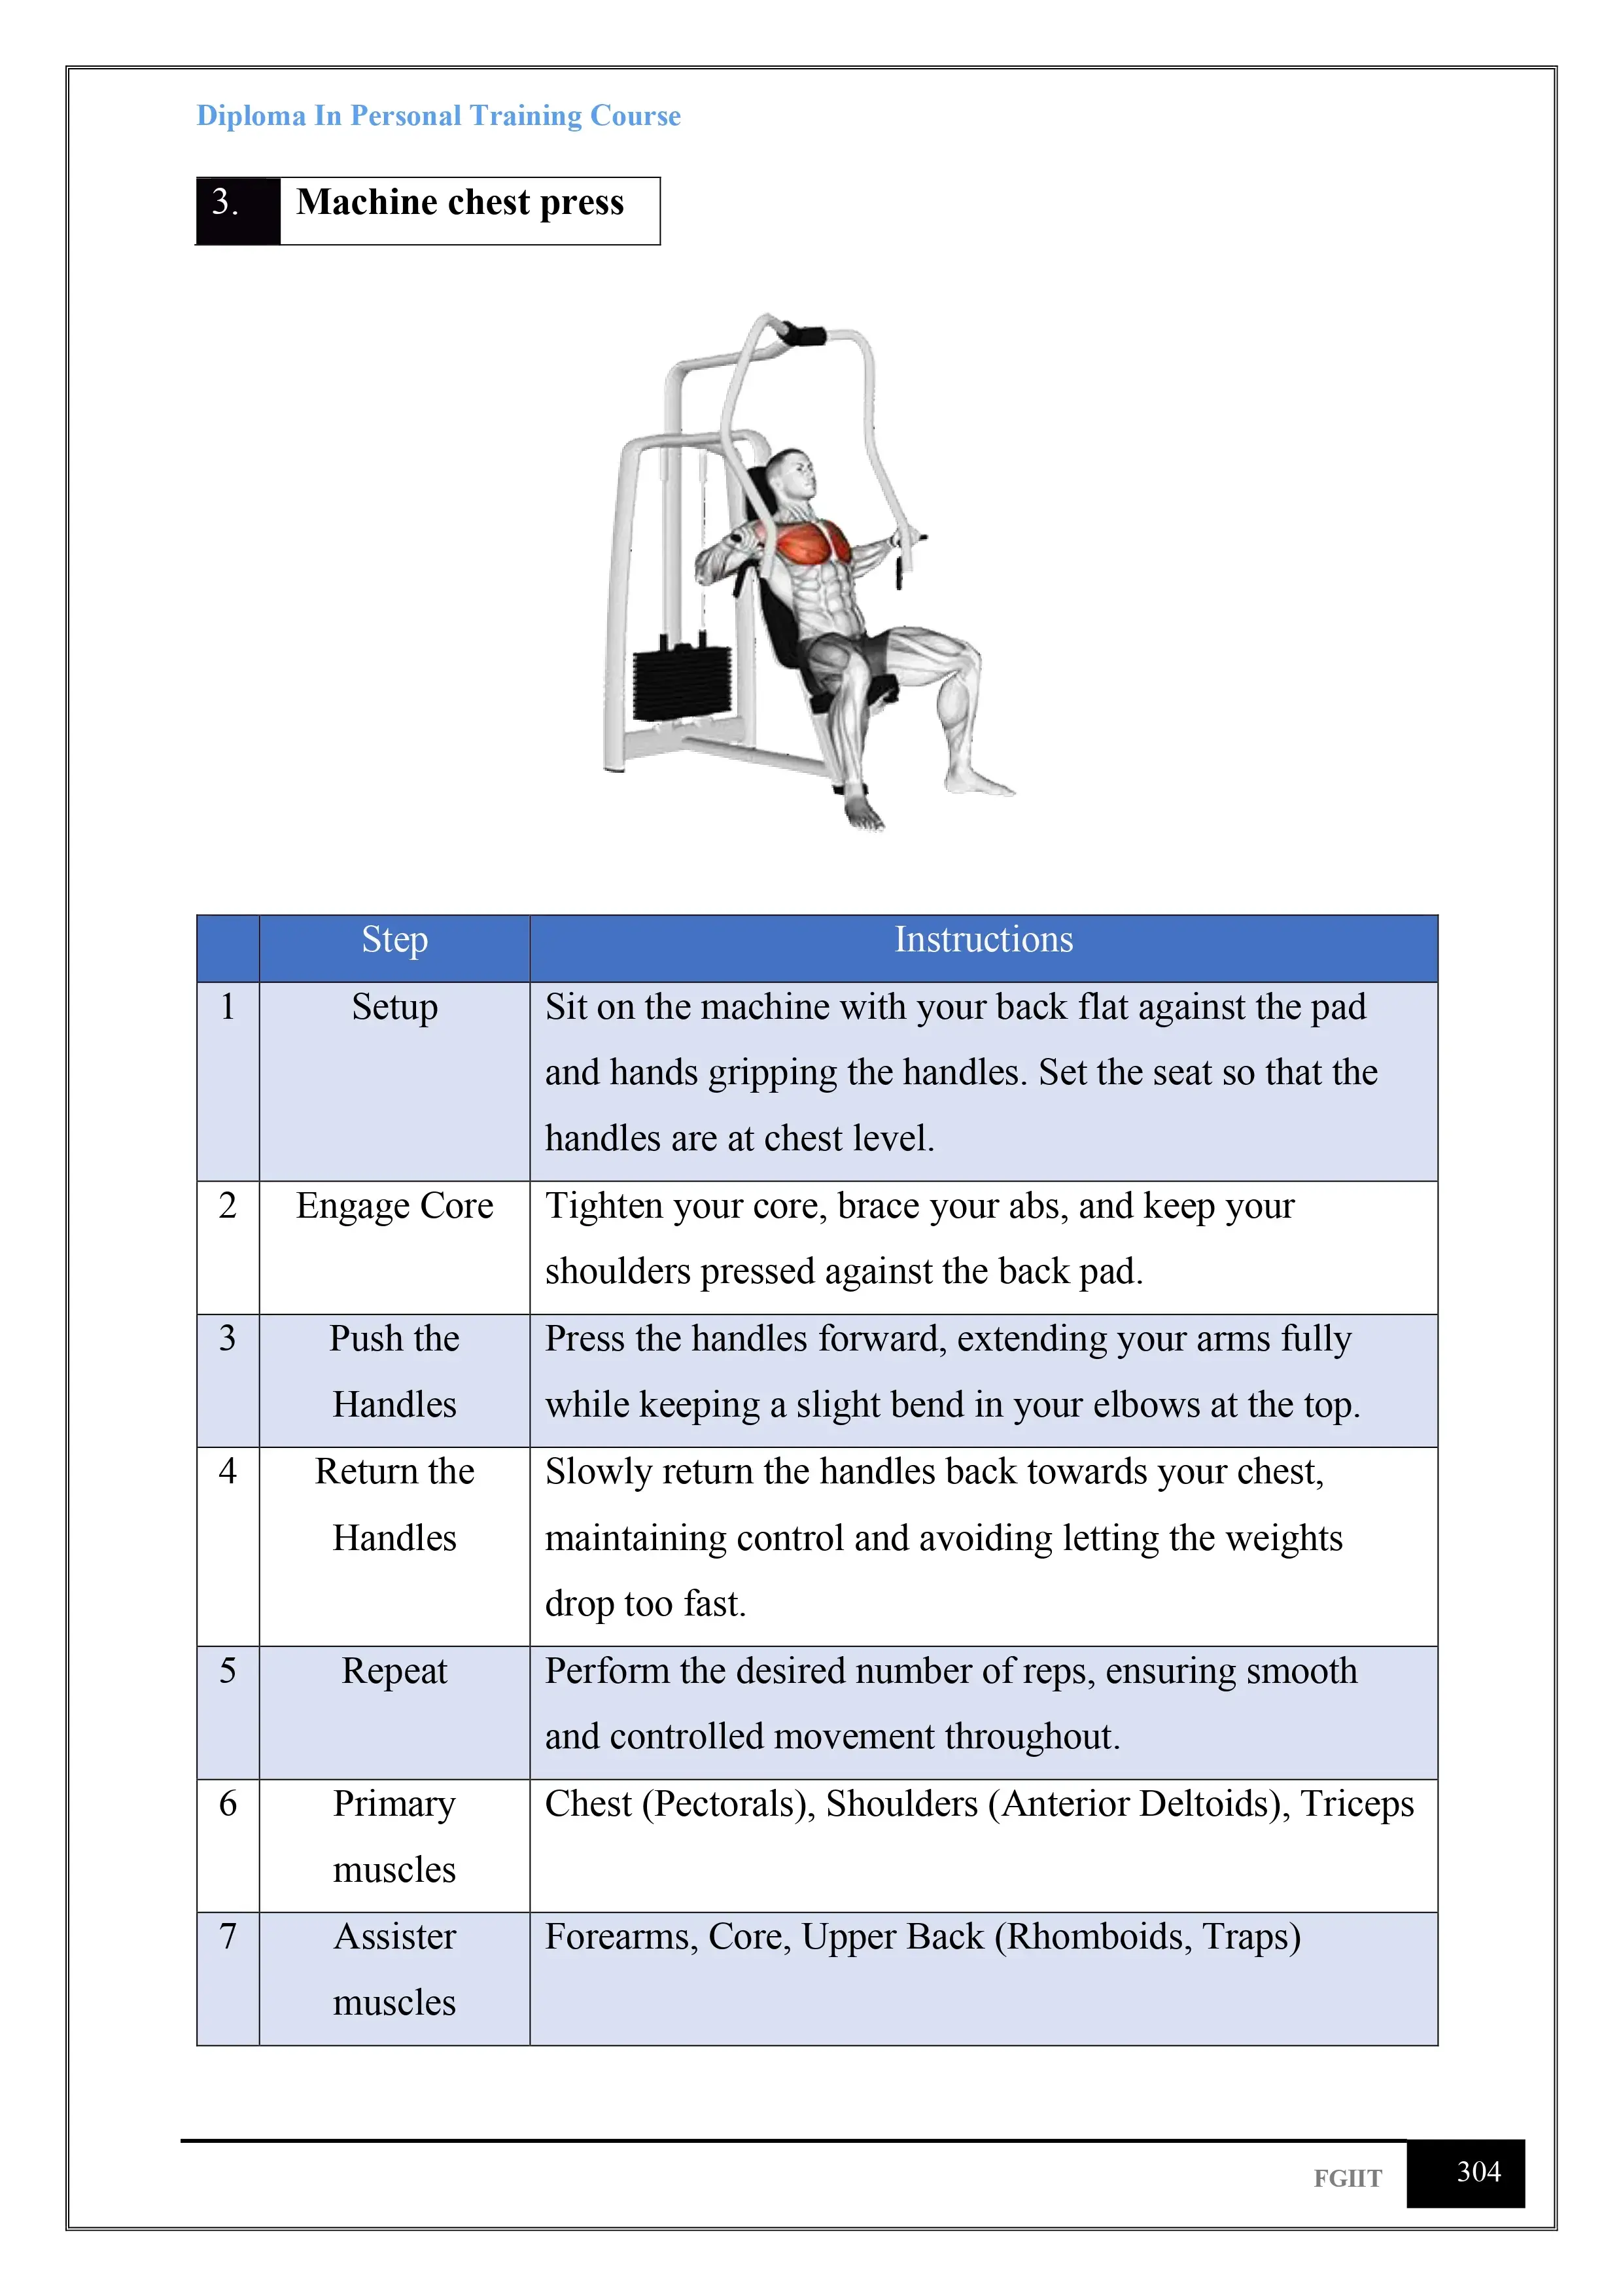 Diploma In Personal Training Course
3. Machine chest press
Step Instructions
1 Setup Sit on the machine with your back flat against the pad
and hands gripping the handles. Set the seat so that the
handles are at chest level.
2 Engage Core Tighten your core, brace your abs, and keep your
shoulders pressed against the back pad.
3 Push the Press the handles forward, extending your arms fully
Handles while keeping a slight bend in your elbows at the top.
4 Return the Slowly return the handles back towards your chest,
Handles maintaining control and avoiding letting the weights
drop too fast.
5 Repeat Perform the desired number of reps, ensuring smooth
and controlled movement throughout.
6 Primary Chest (Pectorals), Shoulders (Anterior Deltoids), Triceps
muscles
7 Assister Forearms, Core, Upper Back (Rhomboids, Traps)
muscles
FGIIT 304